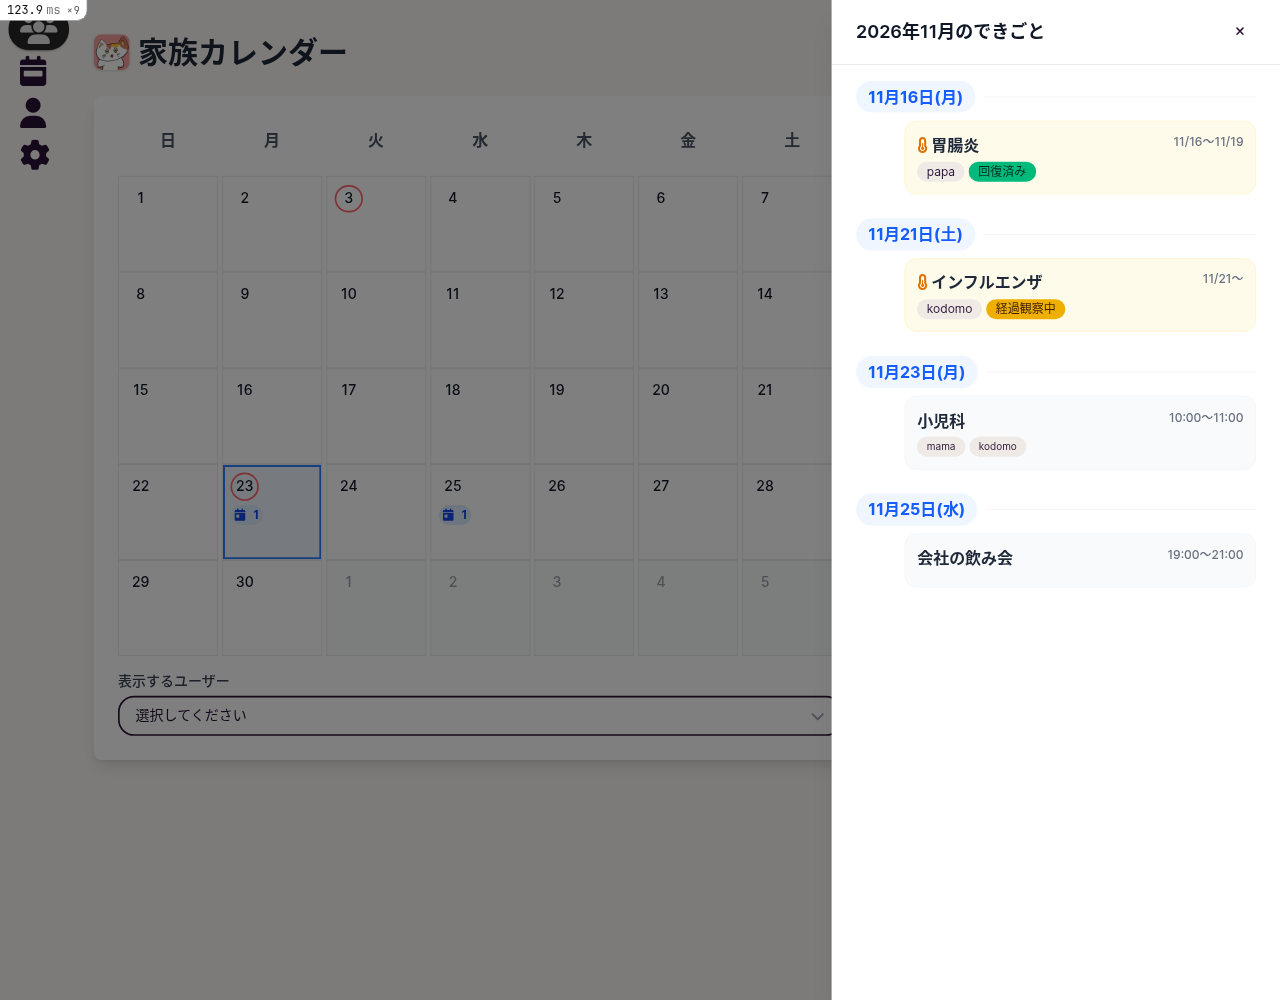 123.9 ms ×9
家族カレンダー
日 月 火 水 木 金 土
1 2 3 4 5 6 7
8 9 10 11 12 13 14
15 16 17 18 19 20 21
22 23 24 25 26 27 28
1 1
29 30 1 2 3 4 5
表示するユーザー
選択してください
2026年11月のできごと ×
11月16日(月)
胃腸炎 11/16〜11/19
papa 回復済み
11月21日(土)
インフルエンザ 11/21〜
kodomo 経過観察中
11月23日(月)
小児科 10:00〜11:00
mama kodomo
11月25日(水)
会社の飲み会 19:00〜21:00